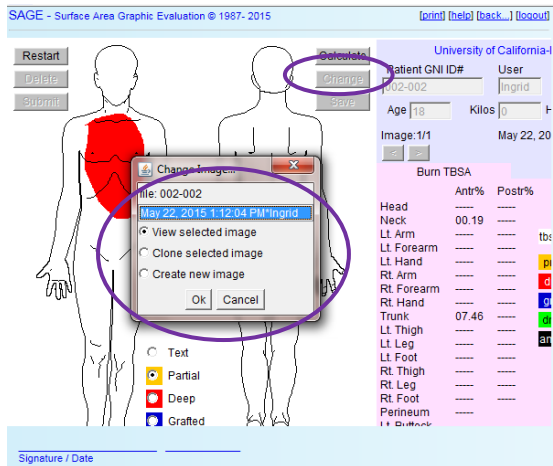 SAGE - Surface Area Graphic Evaluation © 1987- 2015 [print] [help] [back...] [logout]
Restart
Delete
Submit
Calculate
Change
Save
University of California-I
Patient GNI ID# User
002-002 Ingrid
Age 18 Kilos 0 H
Image:1/1 May 22, 20
< >
Burn TBSA
Antr% Postr%
Head ----- -----
Neck 00.19 -----
Lt. Arm ----- -----
Lt. Forearm ----- -----
Lt. Hand ----- -----
Rt. Arm ----- -----
Rt. Forearm ----- -----
Rt. Hand ----- -----
Trunk 07.46 -----
Lt. Thigh ----- -----
Lt. Leg ----- -----
Lt. Foot ----- -----
Rt. Thigh ----- -----
Rt. Leg ----- -----
Rt. Foot ----- -----
Perineum -----
Lt. Buttock
tbs
Change Image...
file: 002-002
May 22, 2015 1:12:04 PM*Ingrid
View selected image
Clone selected image
Create new image
Ok Cancel
Text
Partial
Deep
Grafted
Signature / Date